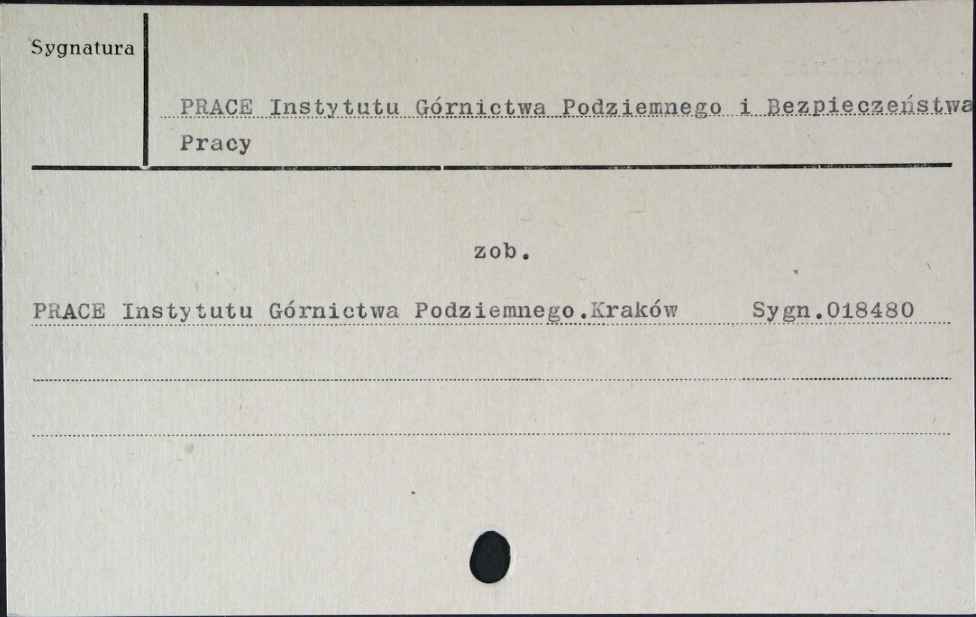 Sygnatura
PRACE Instytutu Górnictwa Podziemnego i Bezpieczeństwa
Pracy
zob.
PRACE Instytutu Górnictwa Podziemnego.Kraków Sygn.018480